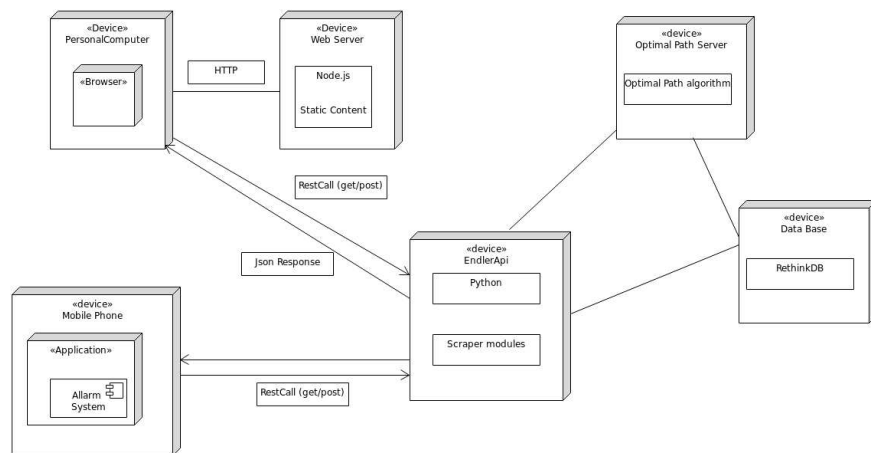 «Device»
PersonalComputer
«Browser»
HTTP
«Device»
Web Server
Node.js
Static Content
«device»
Optimal Path Server
Optimal Path algorithm
RestCall (get/post)
Json Response
«device»
EndlerApi
Python
Scraper modules
«device»
Data Base
RethinkDB
«device»
Mobile Phone
«Application»
Allarm
System
RestCall (get/post)